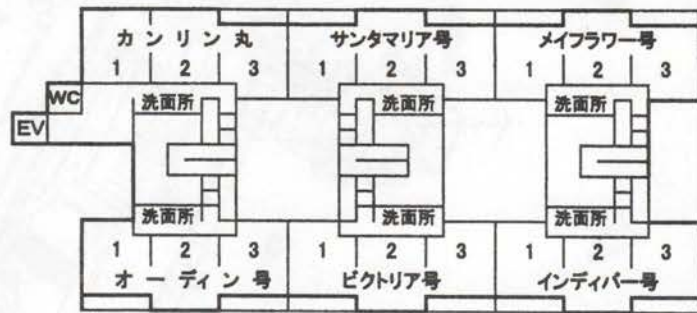 カンリン丸 サンタマリア号 メイフラワー号
1 2 3 1 2 3 1 2 3
WC 洗面所 洗面所 洗面所
EV
洗面所 洗面所 洗面所
1 2 3 1 2 3 1 2 3
オーディン号 ビクトリア号 インディバー号